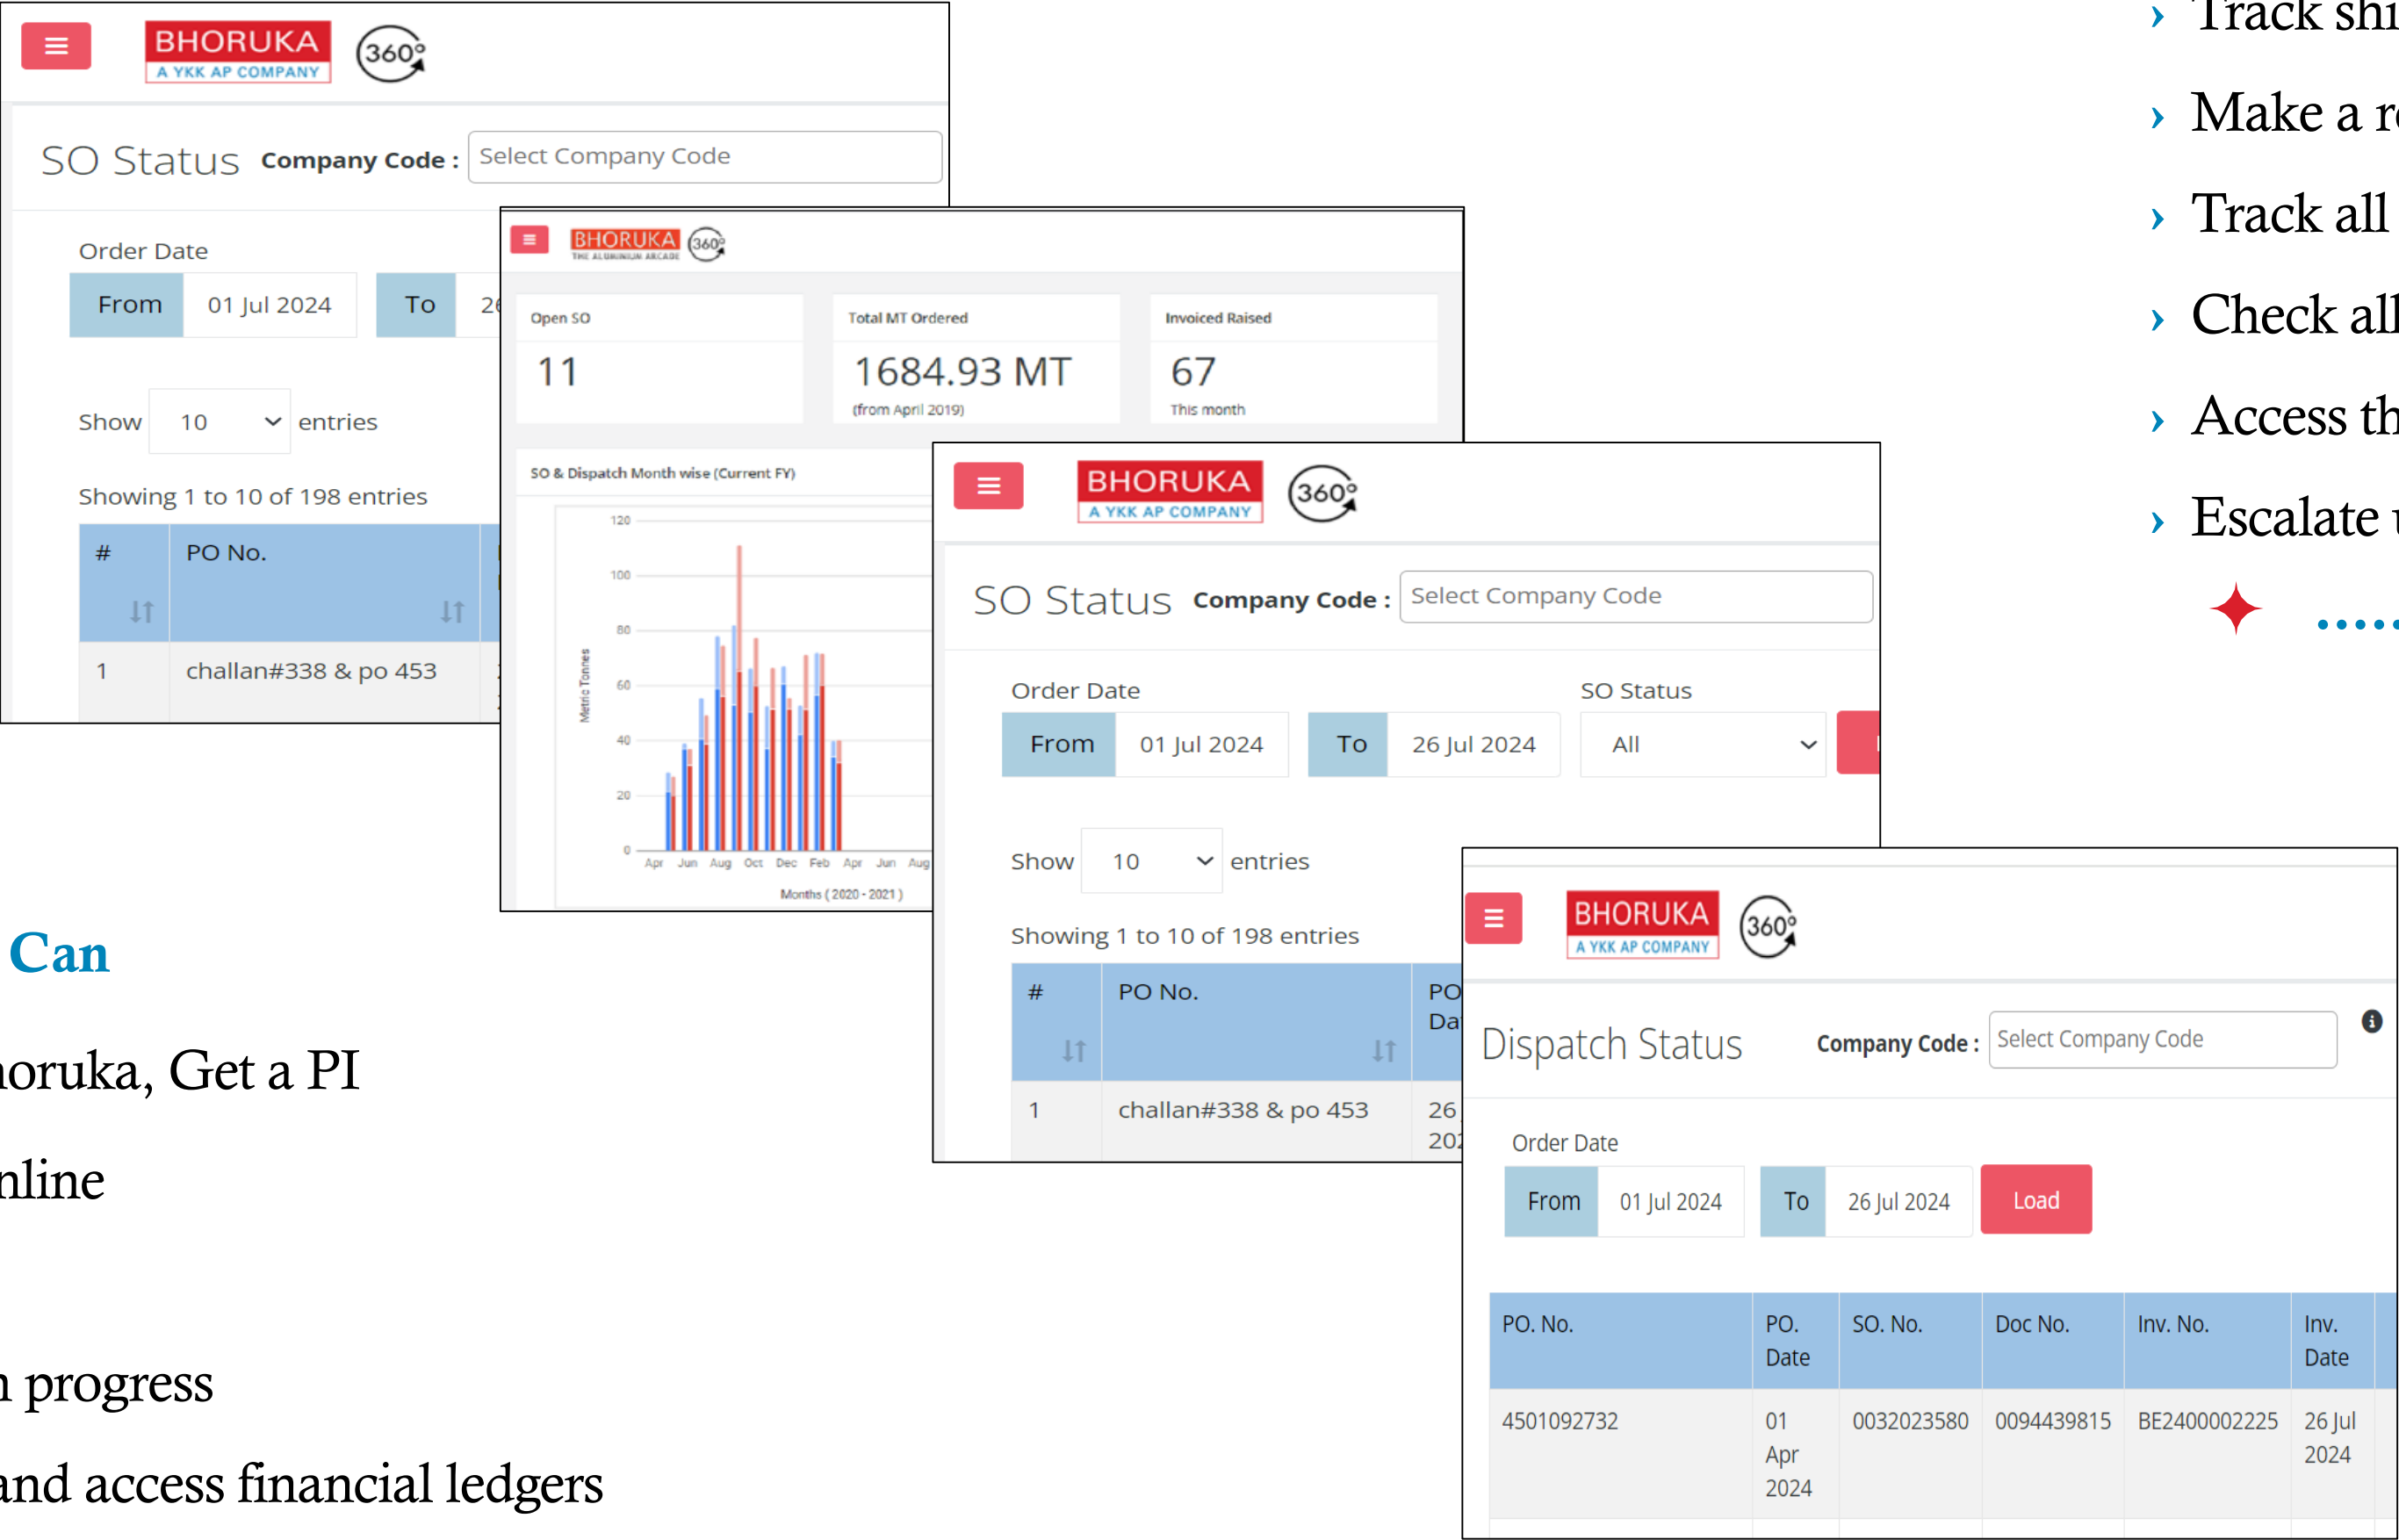 BHORUKA
A YKK AP COMPANY
360°
SO Status Company Code : Select Company Code
Order Date
From 01 Jul 2024 To
Show 10 entries
Showing 1 to 10 of 198 entries
# PO No.
1 challan#338 & po 453
BHORUKA
THE ALUMINIUM ARCADE
360°
Open SO Total MT Ordered Invoiced Raised
11 1684.93 MT 67
(from April 2019) This month
SO & Dispatch Month wise (Current FY)
Metric Tonnes
120
100
80
60
40
20
0
Apr Jun Aug Oct Dec Feb Apr Jun Aug
Months ( 2020 - 2021 )
BHORUKA
A YKK AP COMPANY
360°
SO Status Company Code : Select Company Code
Order Date SO Status
From 01 Jul 2024 To 26 Jul 2024 All
Show 10 entries
Showing 1 to 10 of 198 entries
# PO No. PO
1 challan#338 & po 453 26
BHORUKA
A YKK AP COMPANY
360°
Dispatch Status Company Code : Select Company Code
Order Date
From 01 Jul 2024 To 26 Jul 2024 Load
PO. No. PO. Date SO. No. Doc No. Inv. No. Inv. Date
4501092732 01 Apr 2024 0032023580 0094439815 BE2400002225 26 Jul 2024
› Track shi
› Make a r
› Track all
› Check all
› Access th
› Escalate
Can
horuka, Get a PI
nline
n progress
and access financial ledgers